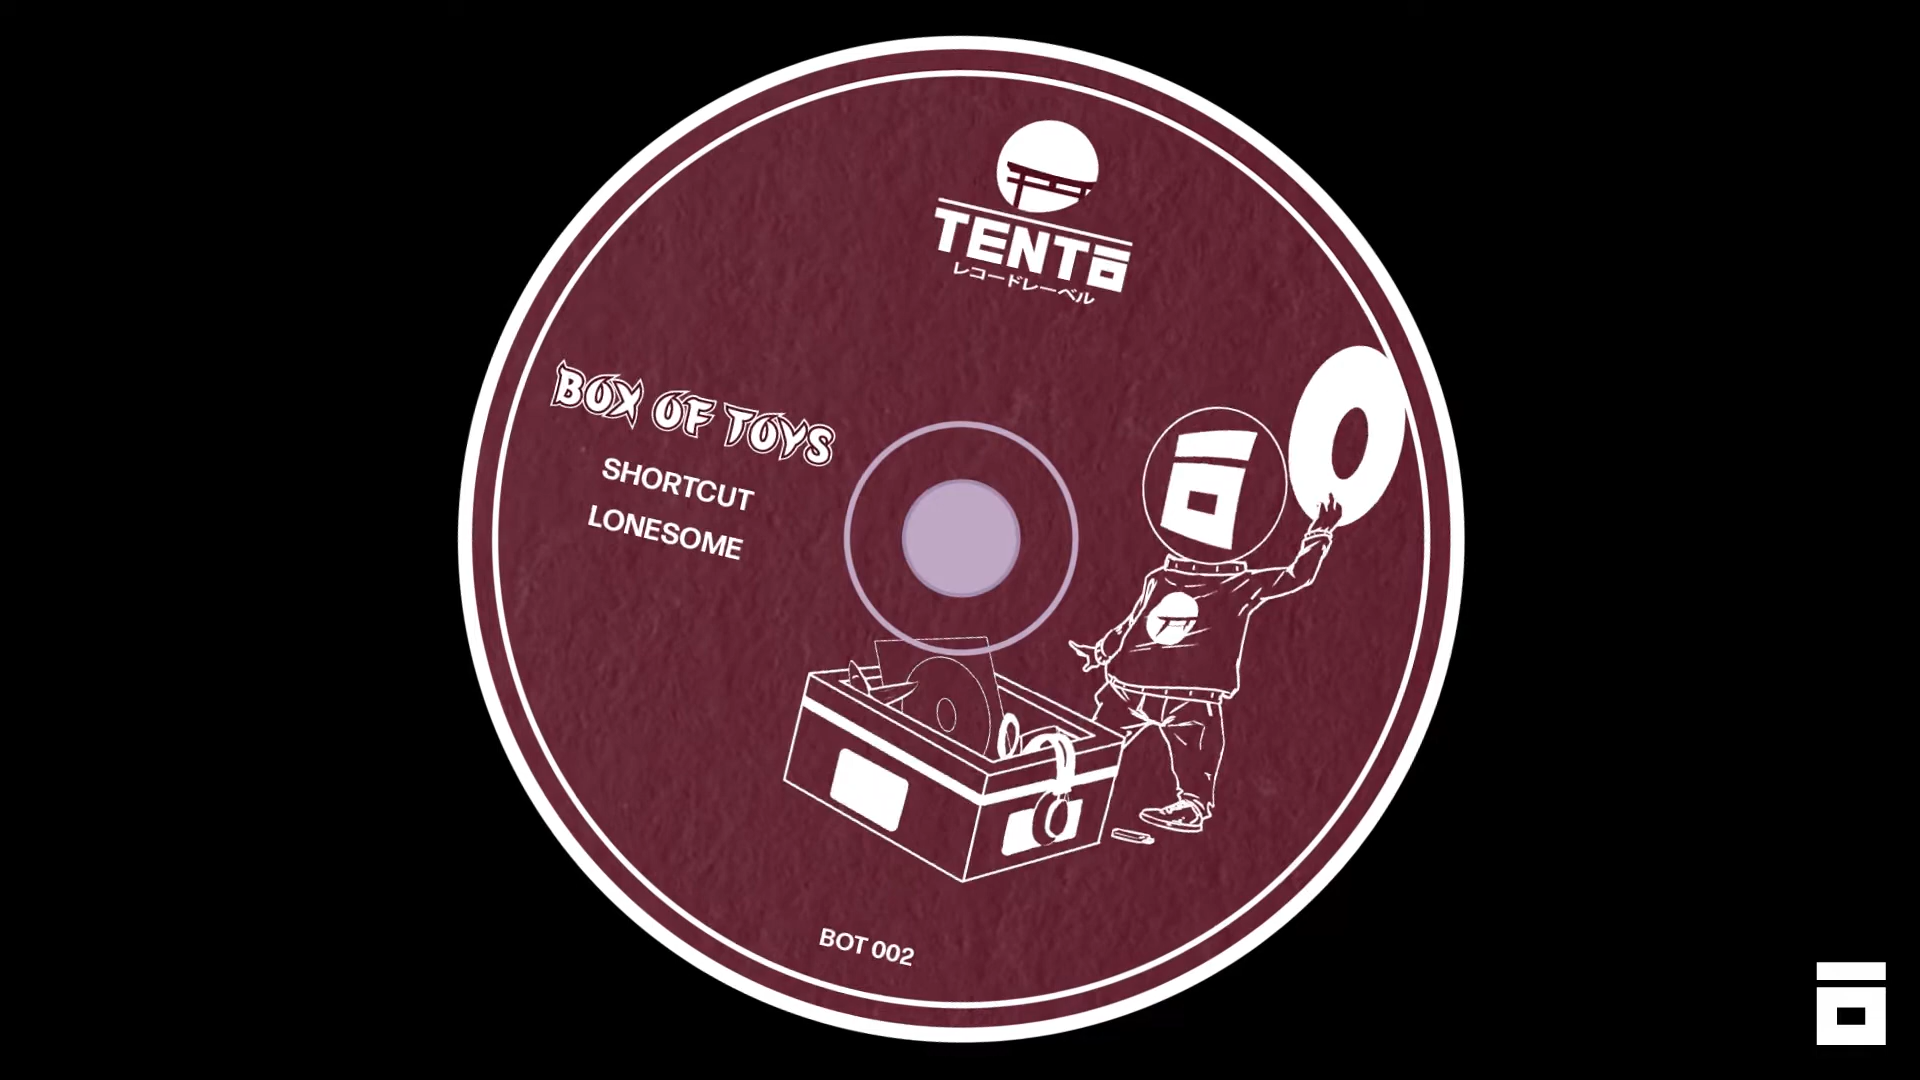 TENTō
レコードレーベル
BOX OF TOYS
SHORTCUT
LONESOME
ō
BOT 002
ō